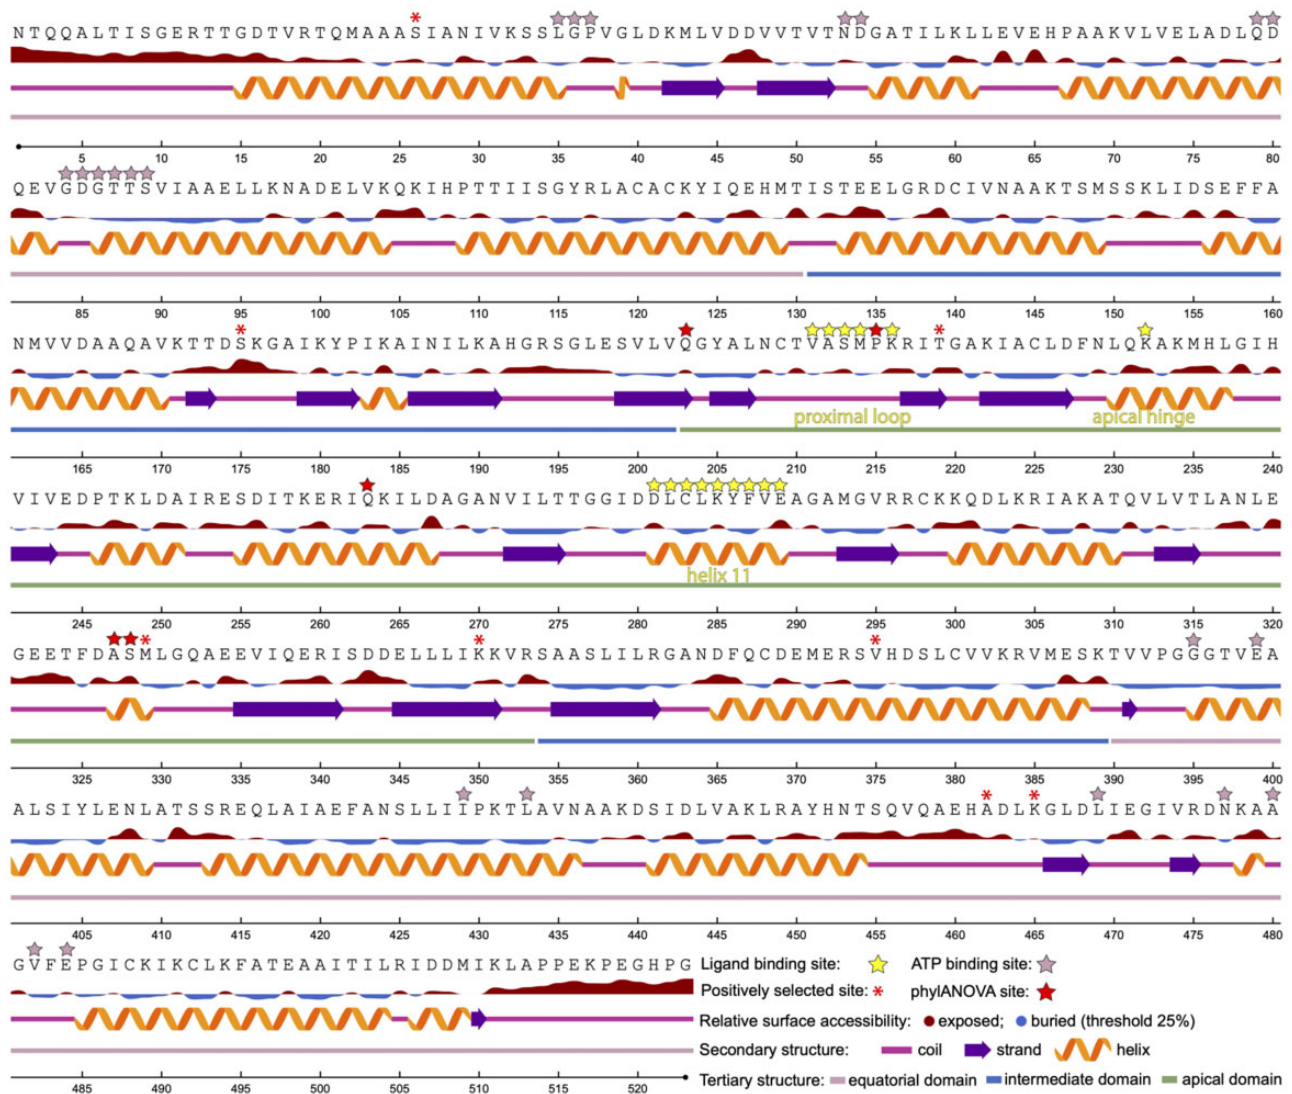 NTQQALTISGERTTGDTVRTQMAAASIANIVKSSLGPVGLDKMLVDDVVTVTNDGATILKLLEVEHPAAKVLVELADLQD
5 10 15 20 25 30 35 40 45 50 55 60 65 70 75 80
QEVGDGTTSVIAAELLKNADELVKQKIHPTTIISGYRLACACKYIQEHMTISTEELGRDCIVNAAKTSMSSKLIDSEFFA
85 90 95 100 105 110 115 120 125 130 135 140 145 150 155 160
NMVVDAAQAVKTTDSKGAIKYPIKAINILKAHGRSGLESVLVQGYALNCTVASMPKRITGAKIACLDFNLQKAKMHLGIH
proximal loop apical hinge
165 170 175 180 185 190 195 200 205 210 215 220 225 230 235 240
VIVEDPTKLDAIRESDITKERIQKILDAGANVILTTGGIDDLCLKYFVEAGAMGVRRCKKQDLKRIAKATQVLVTLANLE
helix 11
245 250 255 260 265 270 275 280 285 290 295 300 305 310 315 320
GEETFDASMLGQAEEVIQERISDDELLLIKKVRSAASLILRGANDFQCDEMERSVHDSLCVVKRVMESKTVVPGGGTVEA
325 330 335 340 345 350 355 360 365 370 375 380 385 390 395 400
ALSIYLENLATSSREQLAIAEFANSLLIIPKTLAVNAAKDSIDLVAKLRAYHNTSQVQAEHADLKGLDLIEGIVRDNKAA
405 410 415 420 425 430 435 440 445 450 455 460 465 470 475 480
GVFEPGICKIKCLKFATEAAITILRIDDMIKLAPPEKPEGHPG
485 490 495 500 505 510 515 520
Ligand binding site: ATP binding site:
Positively selected site: * phylANOVA site:
Relative surface accessibility: exposed; buried (threshold 25%)
Secondary structure: coil strand helix
Tertiary structure: equatorial domain intermediate domain apical domain